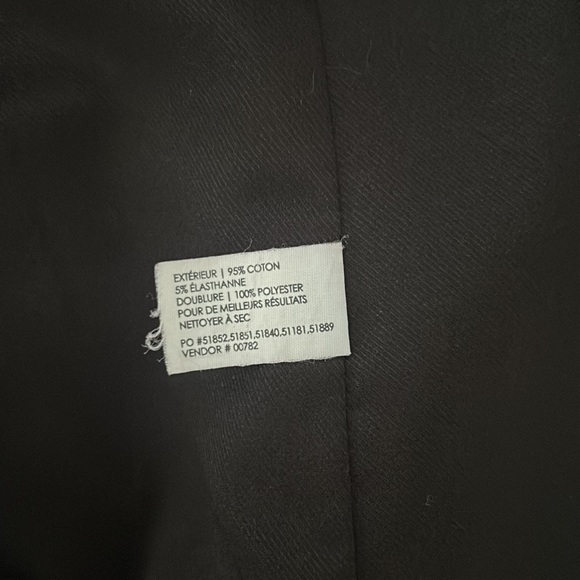 EXTÉRIEUR | 95% COTON
5% ÉLASTHANNE
DOUBLURE | 100% POLYESTER
POUR DE MEILLEURS RÉSULTATS
NETTOYER À SEC
PO #51852,51851,51840,51181,51889
VENDOR # 00782